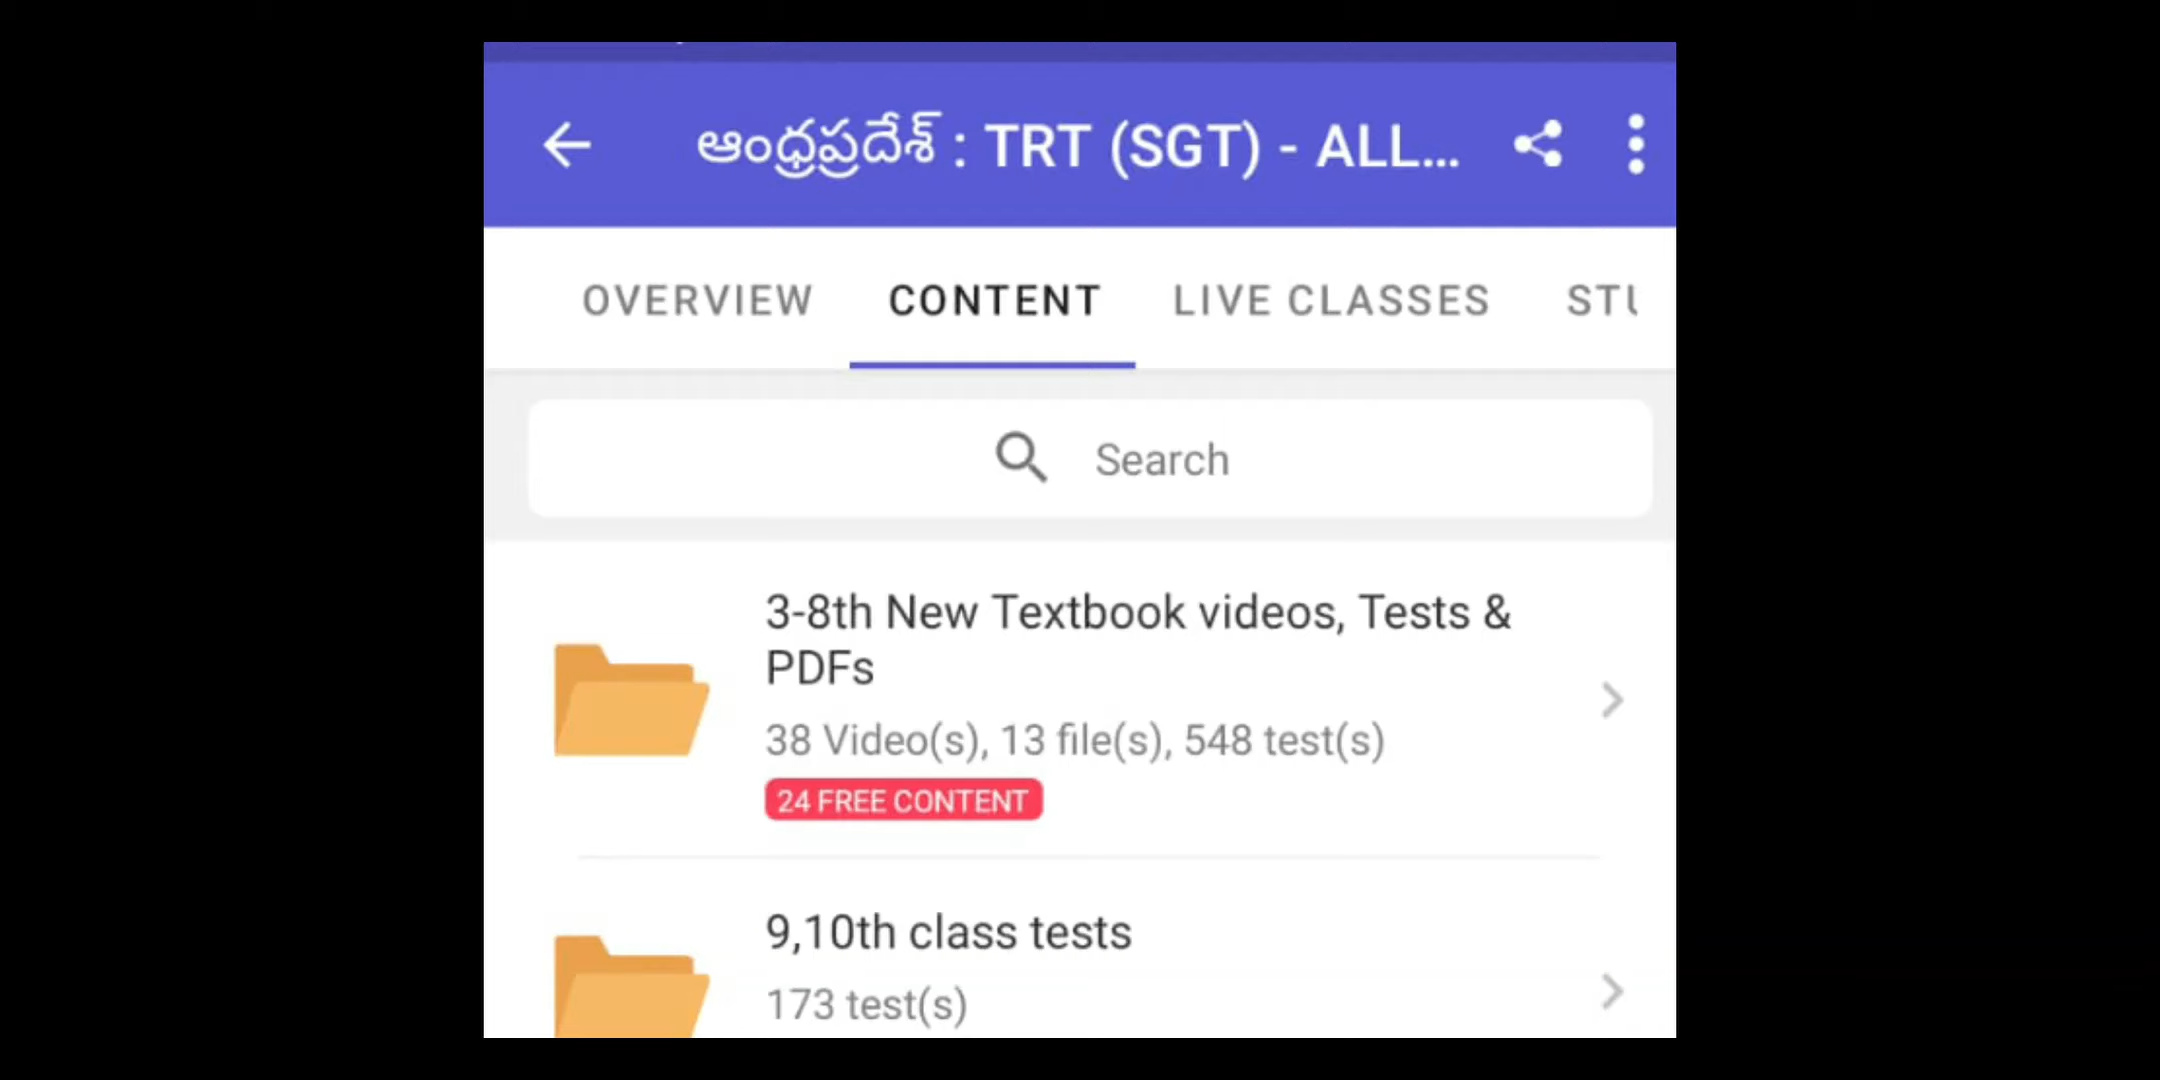 ఆంధ్రప్రదేశ్ : TRT (SGT) - ALL...
OVERVIEW CONTENT LIVE CLASSES
Search
3-8th New Textbook videos, Tests &
PDFs
38 Video(s), 13 file(s), 548 test(s)
24 FREE CONTENT
9,10th class tests
173 test(s)